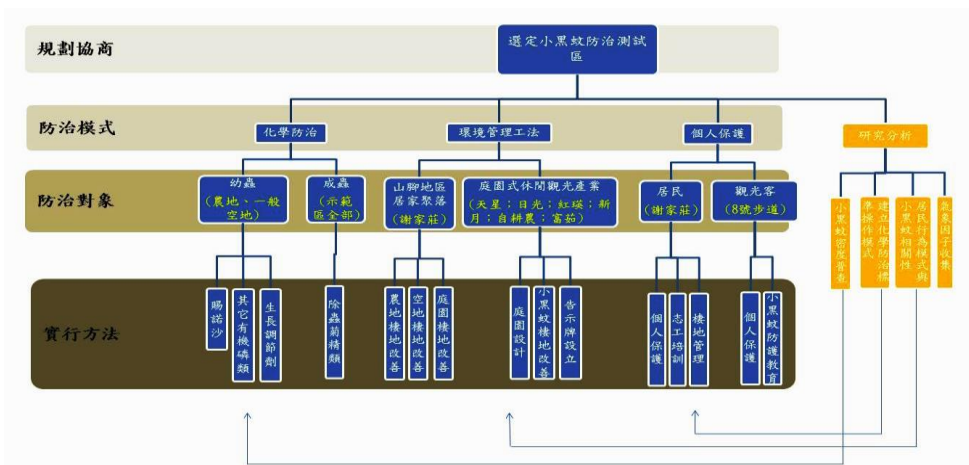 規劃協商
選定小黑蚊防治測試
區
防治模式
化學防治
環境管理工法
個人保護
研究分析
防治對象
幼蟲
(農地、一般
空地)
成蟲
(示範
區全部)
山腳地區
居家聚落
(謝家莊)
庭園式休閒觀光產業
(天星；日光；紅瑛；新
月；自耕農；富茹)
居民
(謝家莊)
觀光客
(8號步道)
小黑蚊密度普查
建立化學防治標
準操作模式
居民行為模式與
小黑蚊相關性
氣象因子收集
實行方法
賜諾沙
其它有機磷類
生長調節劑
除蟲菊精類
農地棲地改善
空地棲地改善
庭園棲地改善
庭園設計
小黑蚊棲地改善
告示牌設立
個人保護
志工培訓
棲地管理
個人保護
小黑蚊防護教育